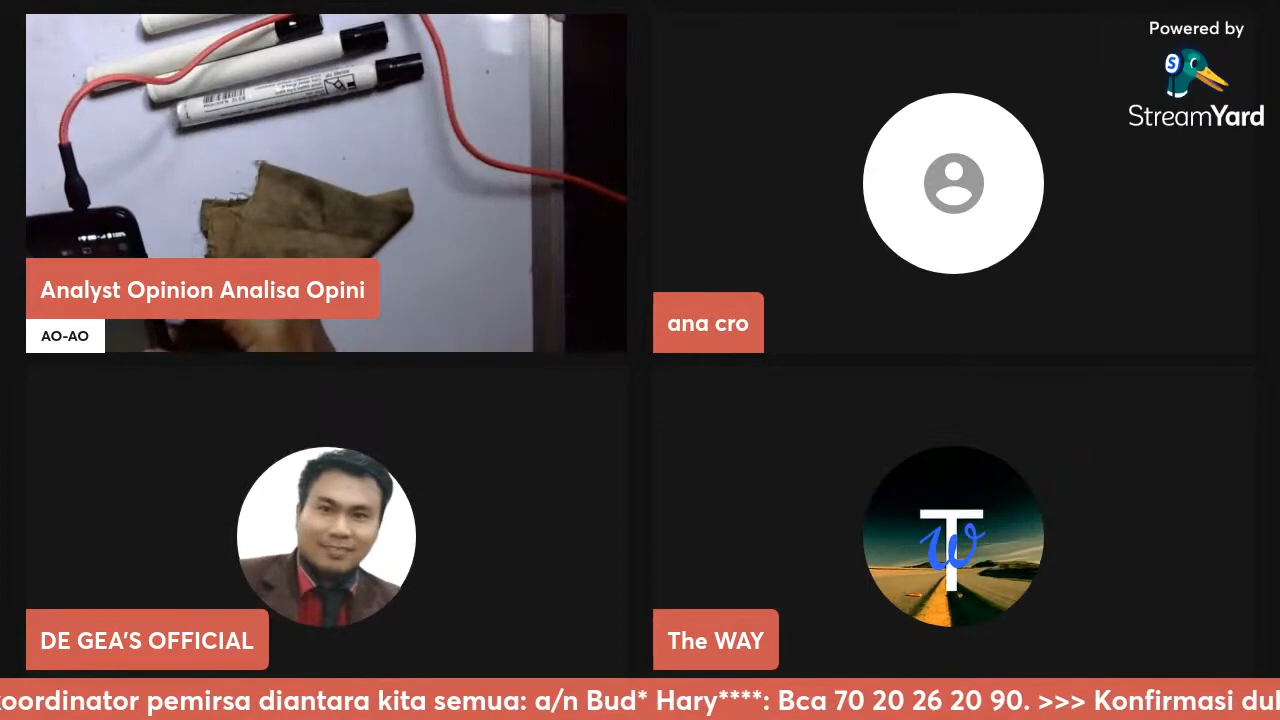 Powered by
StreamYard
Analyst Opinion Analisa Opini
AO-AO
ana cro
DE GEA'S OFFICIAL
The WAY
koordinator pemirsa diantara kita semua: a/n Bud* Hary****: Bca 70 20 26 20 90. >>> Konfirmasi